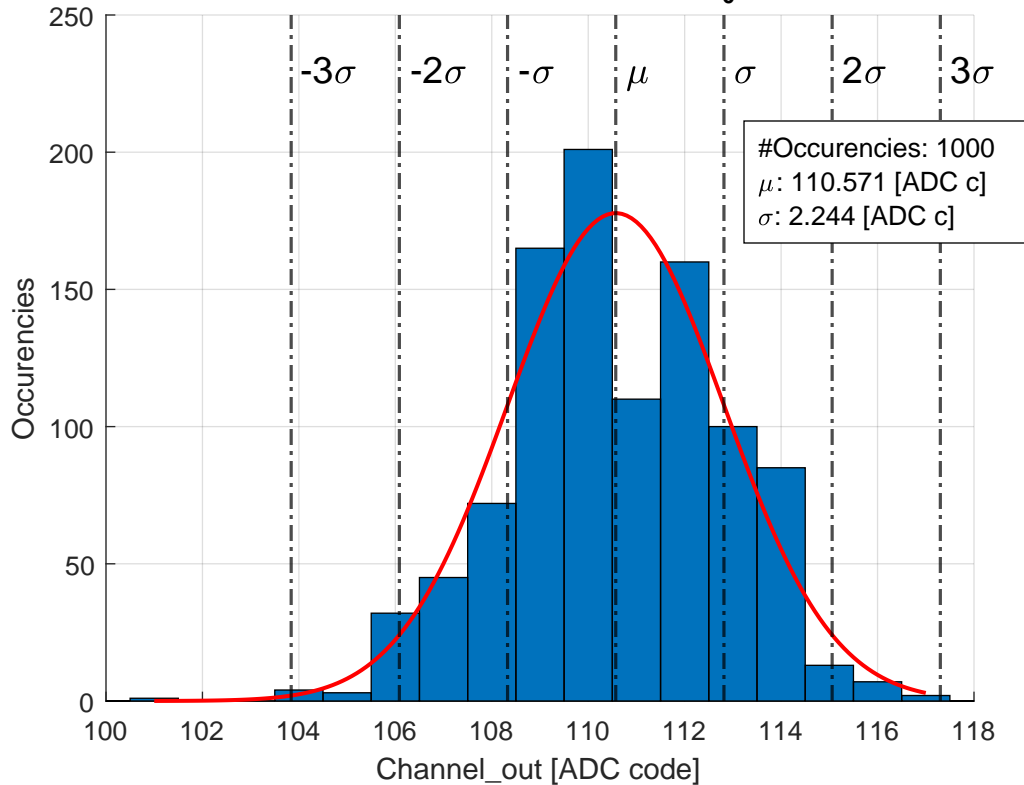 250
200
150
100
50
0
-3σ
-2σ
-σ
μ
σ
2σ
3σ
#Occurencies: 1000
μ: 110.571 [ADC c]
σ: 2.244 [ADC c]
Occurencies
100 102 104 106 108 110 112 114 116 118
Channel_out [ADC code]